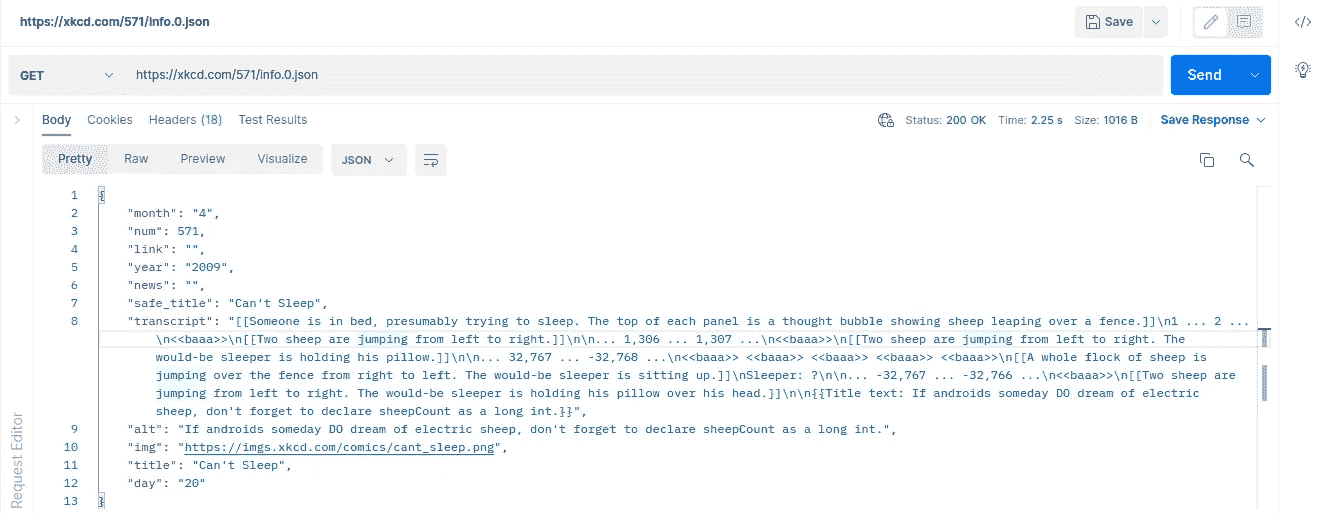 https://xkcd.com/571/info.0.json
Save
GET
https://xkcd.com/571/info.0.json
Send
Body Cookies Headers (18) Test Results
Status: 200 OK Time: 2.25 s Size: 1016 B Save Response
Pretty Raw Preview Visualize JSON
1 {
2 "month": "4",
3 "num": 571,
4 "link": "",
5 "year": "2009",
6 "news": "",
7 "safe_title": "Can't Sleep",
8 "transcript": "[[Someone is in bed, presumably trying to sleep. The top of each panel is a thought bubble showing sheep leaping over a fence.]]\n1 ... 2 ...
\n<<baaa>>\n[[Two sheep are jumping from left to right.]]\n\n... 1,306 ... 1,307 ...\n<<baaa>>\n[[Two sheep are jumping from left to right. The
would-be sleeper is holding his pillow.]]\n\n... 32,767 ... -32,768 ...\n<<baaa>> <<baaa>> <<baaa>> <<baaa>> <<baaa>>\n[[A whole flock of sheep is
jumping over the fence from right to left. The would-be sleeper is sitting up.]]\nSleeper: ?\n\n... -32,767 ... -32,766 ...\n<<baaa>>\n[[Two sheep are
jumping from left to right. The would-be sleeper is holding his pillow over his head.]]\n\n{{Title text: If androids someday DO dream of electric
sheep, don't forget to declare sheepCount as a long int.}}",
9 "alt": "If androids someday DO dream of electric sheep, don't forget to declare sheepCount as a long int.",
10 "img": "https://imgs.xkcd.com/comics/cant_sleep.png",
11 "title": "Can't Sleep",
12 "day": "20"
13 }
Request Editor